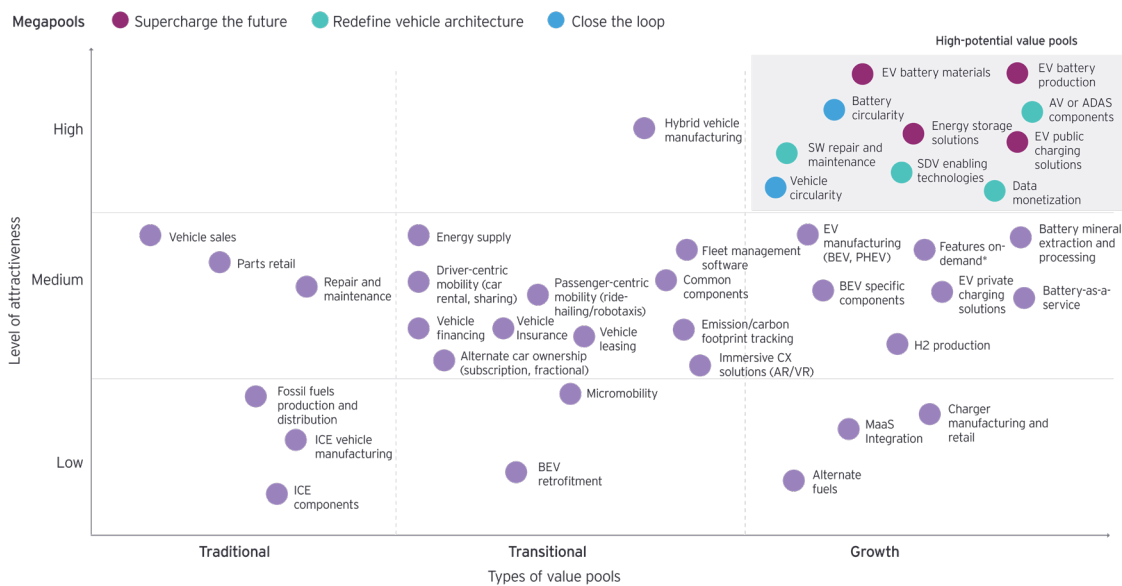 Megapools
Supercharge the future
Redefine vehicle architecture
Close the loop
High-potential value pools
Level of attractiveness
High
Hybrid vehicle
manufacturing
EV battery materials
EV battery
production
Battery
circularity
AV or ADAS
components
Energy storage
solutions
EV public
charging
solutions
SW repair and
maintenance
SDV enabling
technologies
Vehicle
circularity
Data
monetization
Medium
Vehicle sales
Parts retail
Repair and
maintenance
Energy supply
Driver-centric
mobility (car
rental, sharing)
Passenger-centric
mobility (ride-
hailing/robotaxis)
Fleet management
software
Common
components
Vehicle
financing
Vehicle
Insurance
Vehicle
leasing
Emission/carbon
footprint tracking
Alternate car ownership
(subscription, fractional)
Immersive CX
solutions (AR/VR)
EV
manufacturing
(BEV, PHEV)
Features on-
demand*
Battery mineral
extraction and
processing
BEV specific
components
EV private
charging
solutions
Battery-as-a-
service
H2 production
Low
Fossil fuels
production and
distribution
ICE vehicle
manufacturing
ICE
components
Micromobility
BEV
retrofitment
MaaS
Integration
Charger
manufacturing and
retail
Alternate
fuels
Traditional
Transitional
Growth
Types of value pools